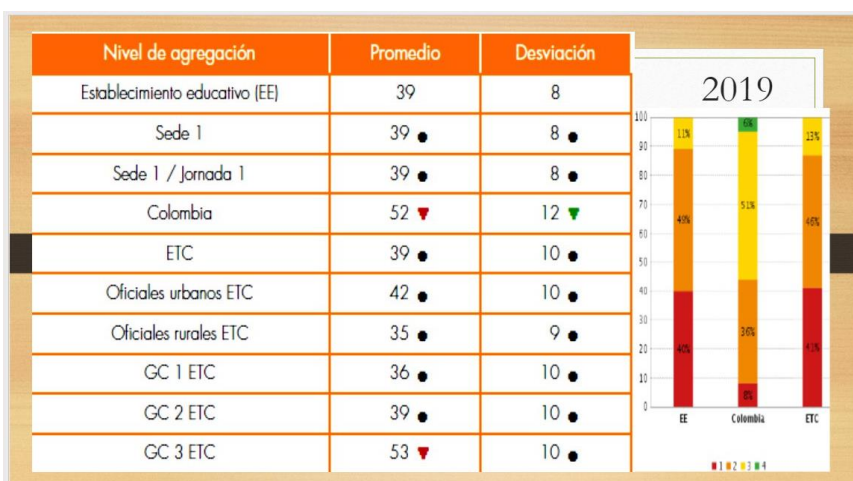 Nivel de agregación Promedio Desviación
Establecimiento educativo (EE) 39 8
Sede 1 39 8
Sede 1 / Jornada 1 39 8
Colombia 52 12
ETC 39 10
Oficiales urbanos ETC 42 10
Oficiales rurales ETC 35 9
GC 1 ETC 36 10
GC 2 ETC 39 10
GC 3 ETC 53 10
2019
100
90
80
70
60
50
40
30
20
10
0
11% 6% 13%
49% 51% 46%
40% 36% 41%
8%
EE Colombia ETC
1 2 3 4